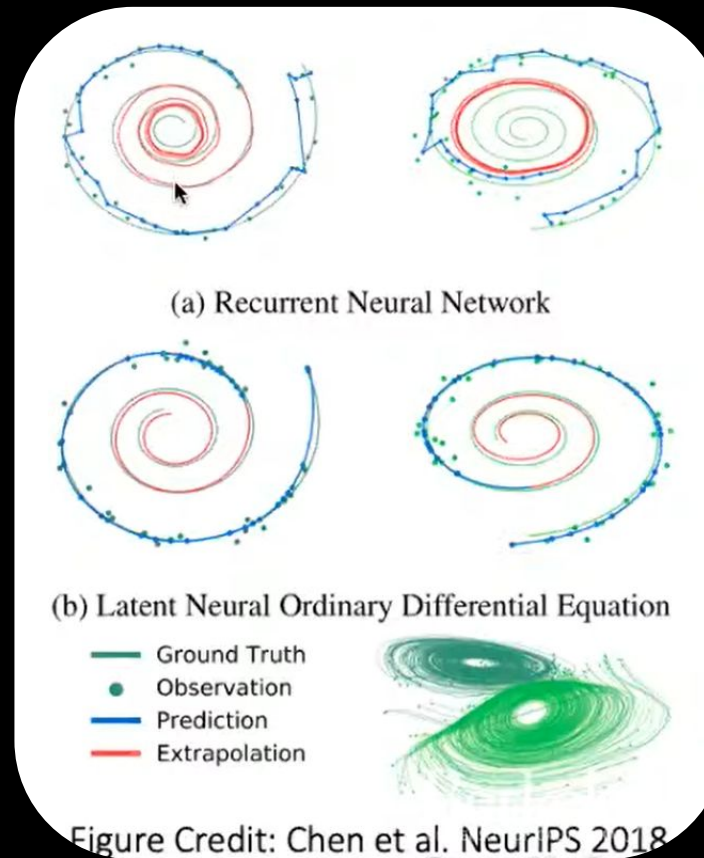 (a) Recurrent Neural Network
(b) Latent Neural Ordinary Differential Equation
Ground Truth
Observation
Prediction
Extrapolation
Figure Credit: Chen et al. NeurIPS 2018